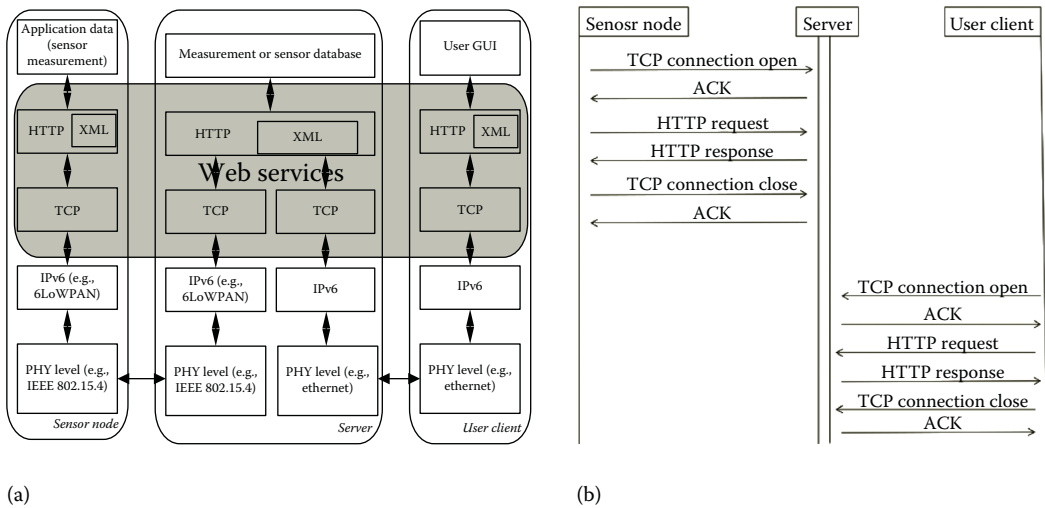 Application data
(sensor
measurement)
HTTP
XML
TCP
IPv6 (e.g.,
6LoWPAN)
PHY level (e.g.,
IEEE 802.15.4)
Sensor node
Measurement or sensor database
HTTP
XML
Web services
TCP
TCP
IPv6 (e.g.,
6LoWPAN)
IPv6
PHY level (e.g.,
IEEE 802.15.4)
PHY level (e.g.,
ethernet)
Server
User GUI
HTTP
XML
TCP
IPv6
PHY level (e.g.,
ethernet)
User client
(a)
Senosr node
Server
User client
TCP connection open
ACK
HTTP request
HTTP response
TCP connection close
ACK
TCP connection open
ACK
HTTP request
HTTP response
TCP connection close
ACK
(b)